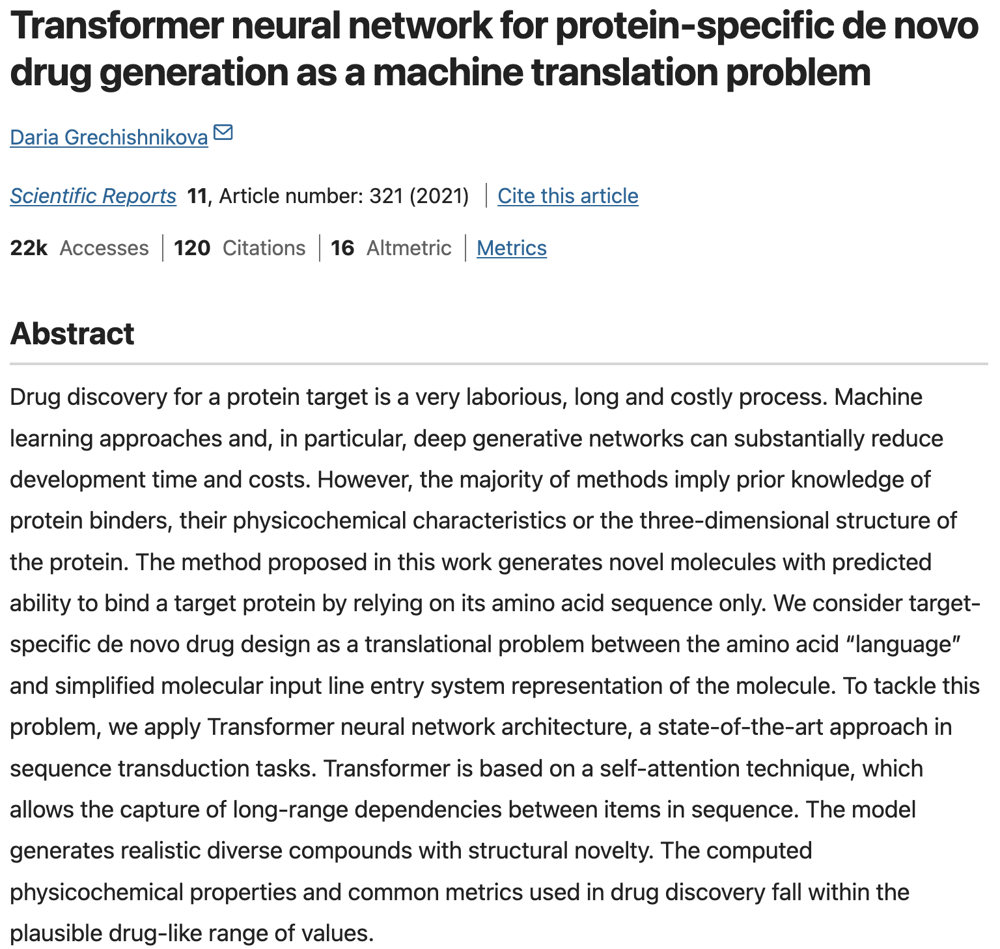 Transformer neural network for protein-specific de novo
drug generation as a machine translation problem
Daria Grechishnikova
Scientific Reports 11, Article number: 321 (2021) | Cite this article
22k Accesses | 120 Citations | 16 Altmetric | Metrics
Abstract
Drug discovery for a protein target is a very laborious, long and costly process. Machine
learning approaches and, in particular, deep generative networks can substantially reduce
development time and costs. However, the majority of methods imply prior knowledge of
protein binders, their physicochemical characteristics or the three-dimensional structure of
the protein. The method proposed in this work generates novel molecules with predicted
ability to bind a target protein by relying on its amino acid sequence only. We consider target-
specific de novo drug design as a translational problem between the amino acid “language”
and simplified molecular input line entry system representation of the molecule. To tackle this
problem, we apply Transformer neural network architecture, a state-of-the-art approach in
sequence transduction tasks. Transformer is based on a self-attention technique, which
allows the capture of long-range dependencies between items in sequence. The model
generates realistic diverse compounds with structural novelty. The computed
physicochemical properties and common metrics used in drug discovery fall within the
plausible drug-like range of values.